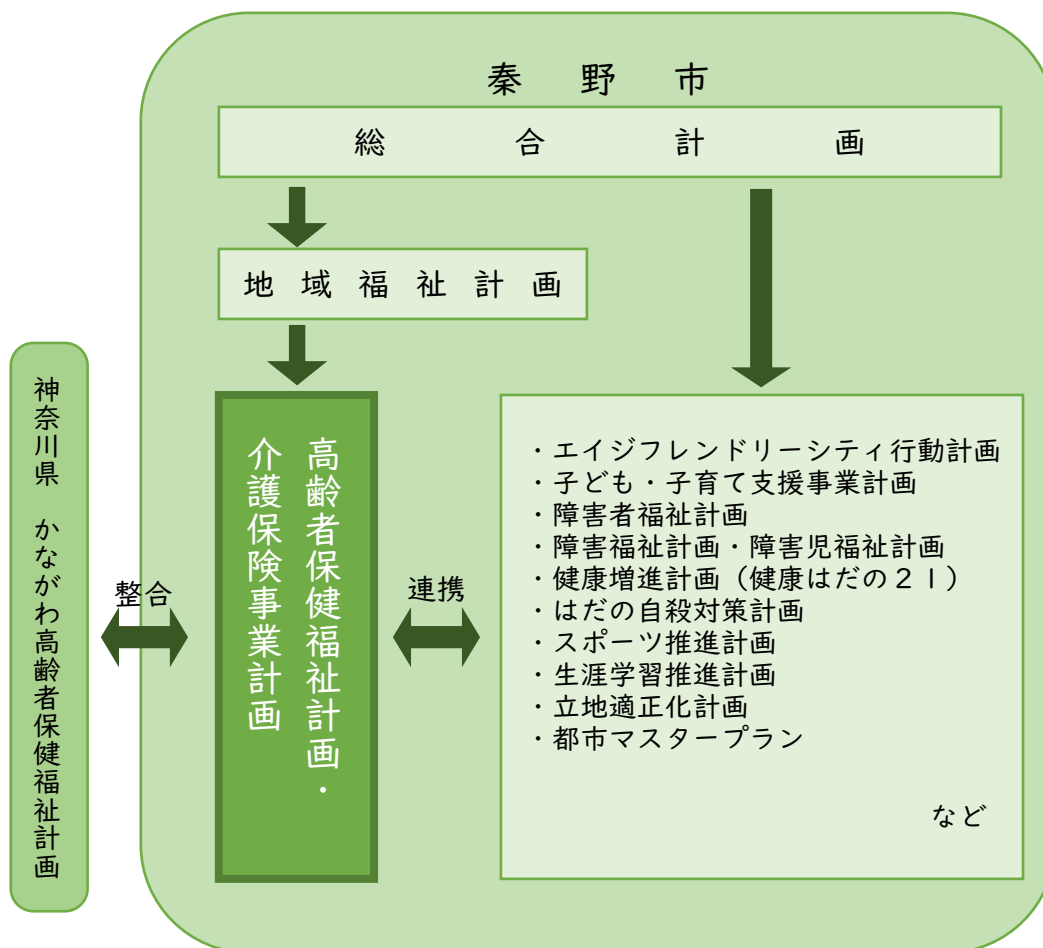 秦野市
総合計画
地域福祉計画
神奈川県 かながわ高齢者保健福祉計画
整合
高齢者保健福祉計画・
介護保険事業計画
連携
・エイジフレンドリーシティ行動計画
・子ども・子育て支援事業計画
・障害者福祉計画
・障害福祉計画・障害児福祉計画
・健康増進計画（健康はだの２１）
・はだの自殺対策計画
・スポーツ推進計画
・生涯学習推進計画
・立地適正化計画
・都市マスタープラン
など